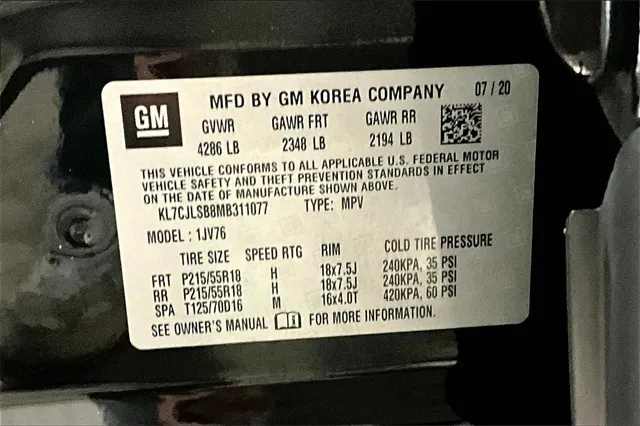 GM
MFD BY GM KOREA COMPANY 07 / 20
GVWR GAWR FRT GAWR RR
4286 LB 2348 LB 2194 LB
THIS VEHICLE CONFORMS TO ALL APPLICABLE U.S. FEDERAL MOTOR
VEHICLE SAFETY AND THEFT PREVENTION STANDARDS IN EFFECT
ON THE DATE OF MANUFACTURE SHOWN ABOVE.
KL7CJLSB8MB311077 TYPE: MPV
MODEL : 1JV76
TIRE SIZE SPEED RTG RIM COLD TIRE PRESSURE
FRT P215/55R18 H 18x7.5J 240KPA, 35 PSI
RR P215/55R18 H 18x7.5J 240KPA, 35 PSI
SPA T125/70D16 M 16x4.0T 420KPA, 60 PSI
SEE OWNER'S MANUAL FOR MORE INFORMATION.